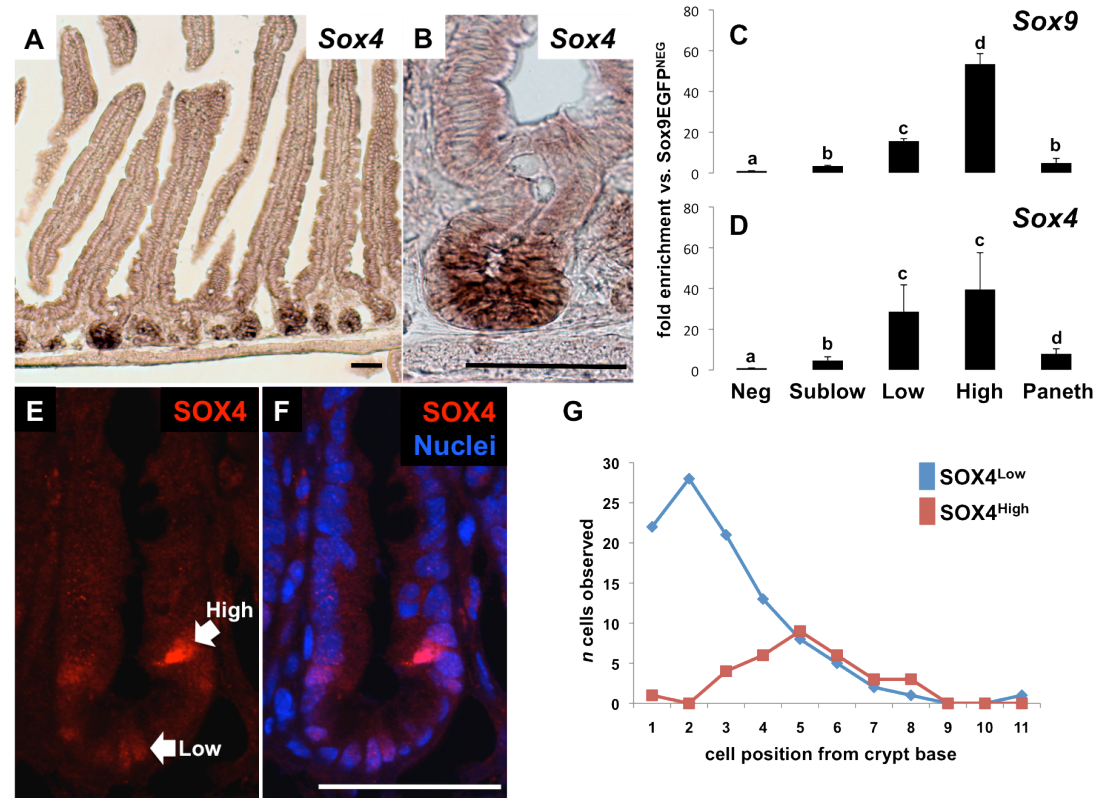 A
Sox4
B
Sox4
fold enrichment vs. Sox9EGFPNEG
C
Sox9
80
60
40
20
0
a
b
c
d
b
D
Sox4
80
60
40
20
0
a
b
c
c
d
Neg Sublow Low High Paneth
E
SOX4
High
Low
F
SOX4
Nuclei
G
n cells observed
30
25
20
15
10
5
0
SOX4Low
SOX4High
1 2 3 4 5 6 7 8 9 10 11
cell position from crypt base